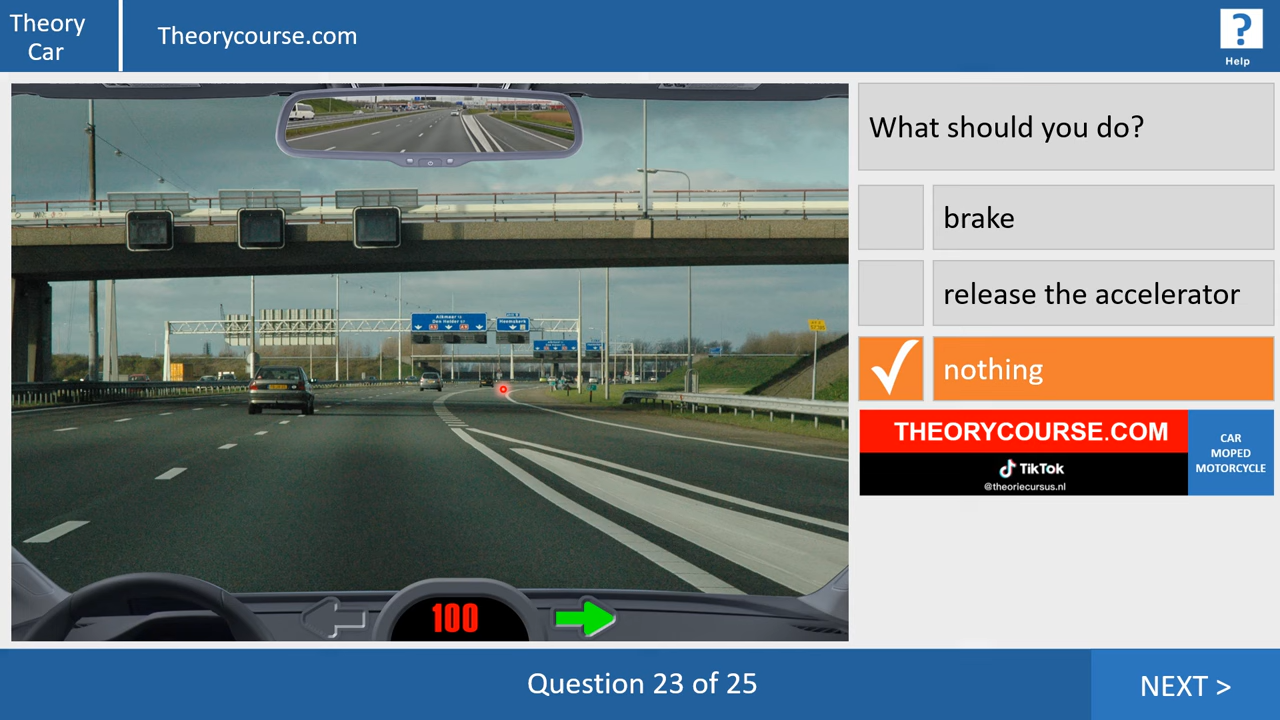 Theory
Car
Theorycourse.com
?
Help
What should you do?
brake
release the accelerator
nothing
THEORYCOURSE.COM
TikTok
@theoriecursus.nl
CAR
MOPED
MOTORCYCLE
100
Question 23 of 25
NEXT >